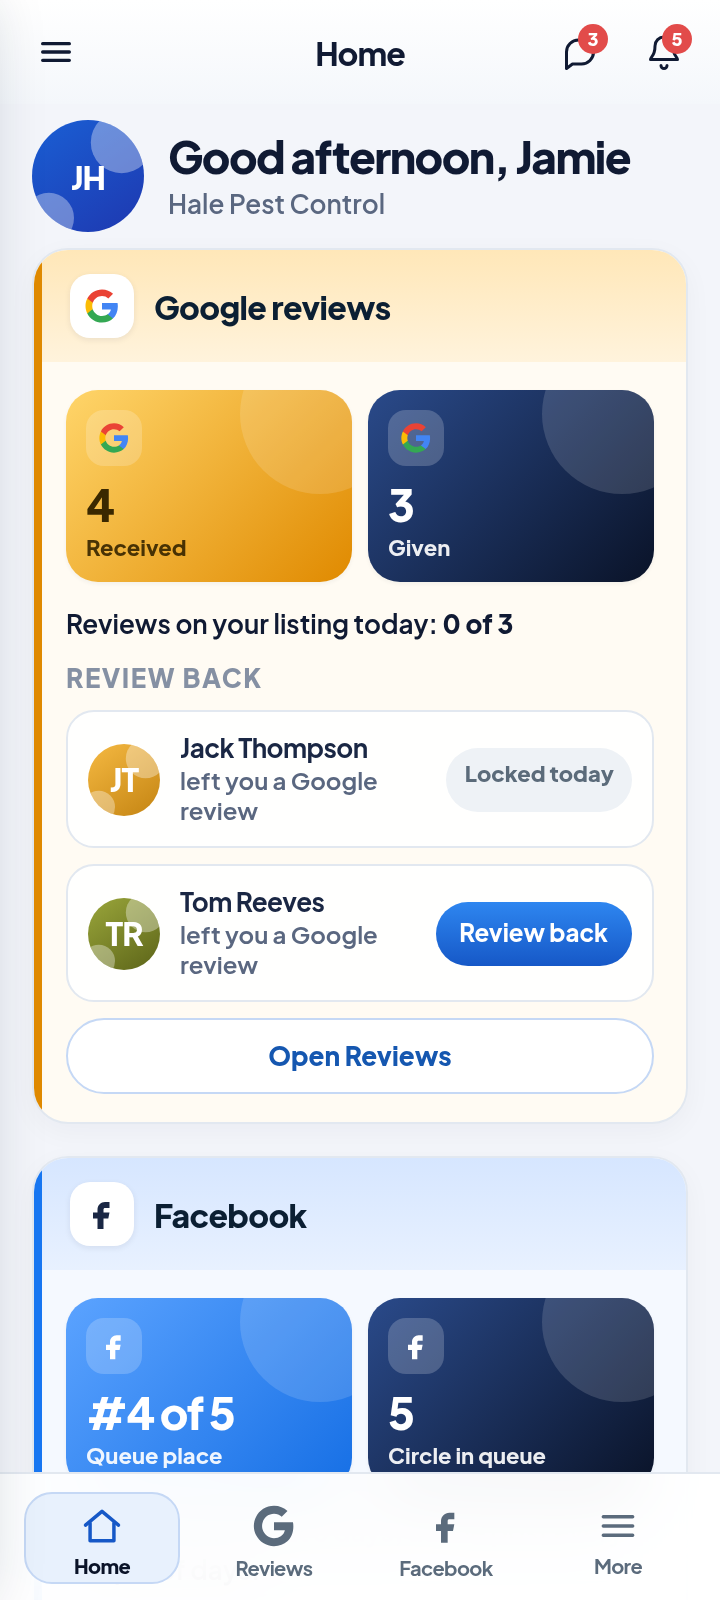 Home
3
5
JH
Good afternoon, Jamie
Hale Pest Control
Google reviews
4
Received
3
Given
Reviews on your listing today: 0 of 3
REVIEW BACK
JT
Jack Thompson
left you a Google
review
Locked today
TR
Tom Reeves
left you a Google
review
Review back
Open Reviews
Facebook
#4 of 5
Queue place
5
Circle in queue
Home
Reviews
Facebook
More